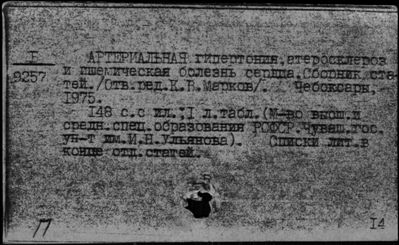 Г
9257
АРТЕРИАЛЬНАЯ гипертония, атеросклероз
и ишемическая болезнь сердца. Сборник ста-
тей. /Отв. ред. К.В. Марков/. Чебоксары,
1975.
148 с. с ил.; 1 л. табл. (М-во высш. и
средн. спец. образования РСФСР. Чуваш. гос.
ун-т им. И.Н. Ульянова). Списки лит. в
конце отд. статей.
14